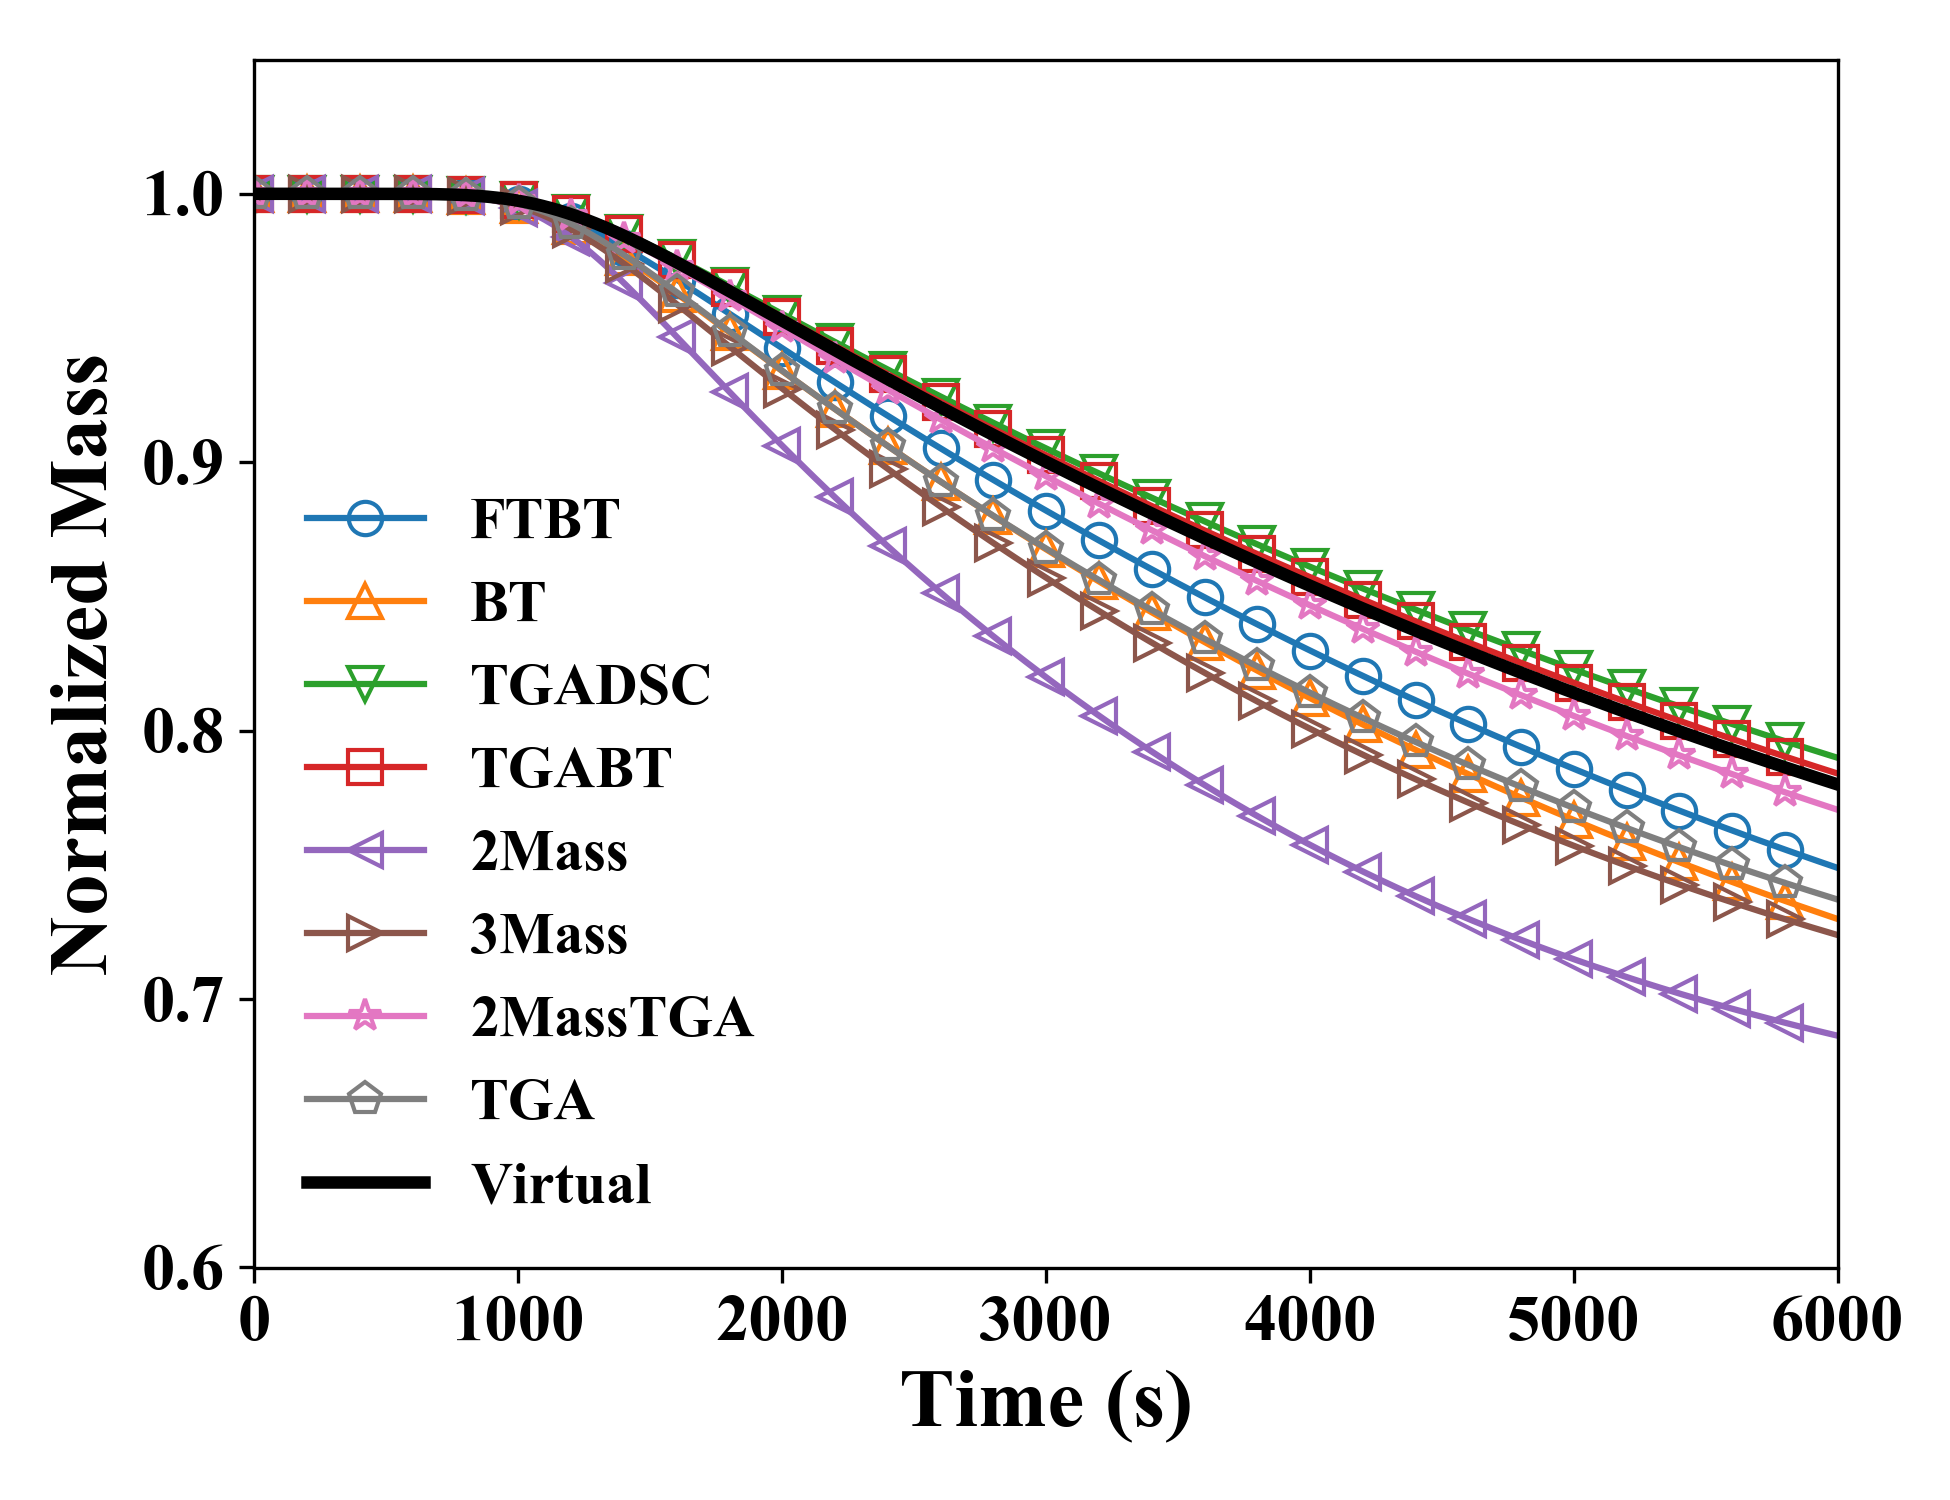 Normalized Mass
1.0
0.9
0.8
0.7
0.6
FTBT
BT
TGADSC
TGABT
2Mass
3Mass
2MassTGA
TGA
Virtual
0 1000 2000 3000 4000 5000 6000
Time (s)